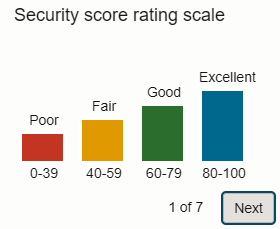 Security score rating scale
Poor
Fair
Good
Excellent
0-39
40-59
60-79
80-100
1 of 7
Next